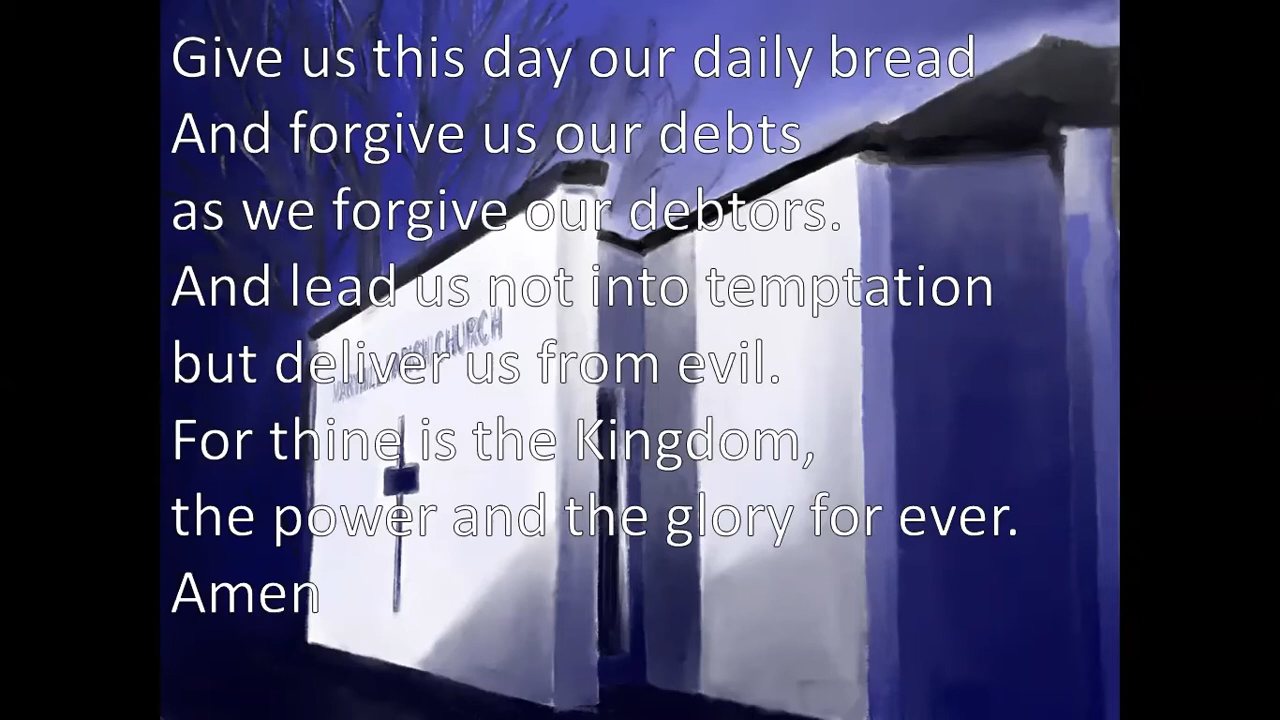 Give us this day our daily bread
And forgive us our debts
as we forgive our debtors.
And lead us not into temptation
but deliver us from evil.
For thine is the Kingdom,
the power and the glory for ever.
Amen
CHURCH